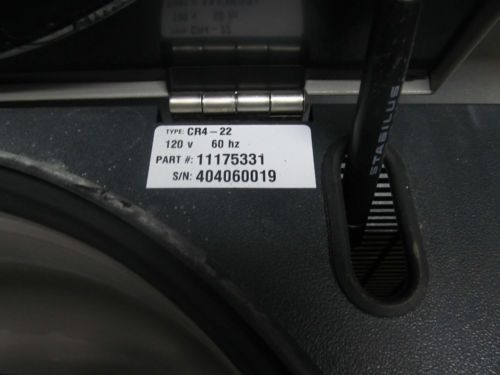 TYPE: CR4-22
120 v 60 hz
PART #: 11175331
S/N: 404060019
STABILUS